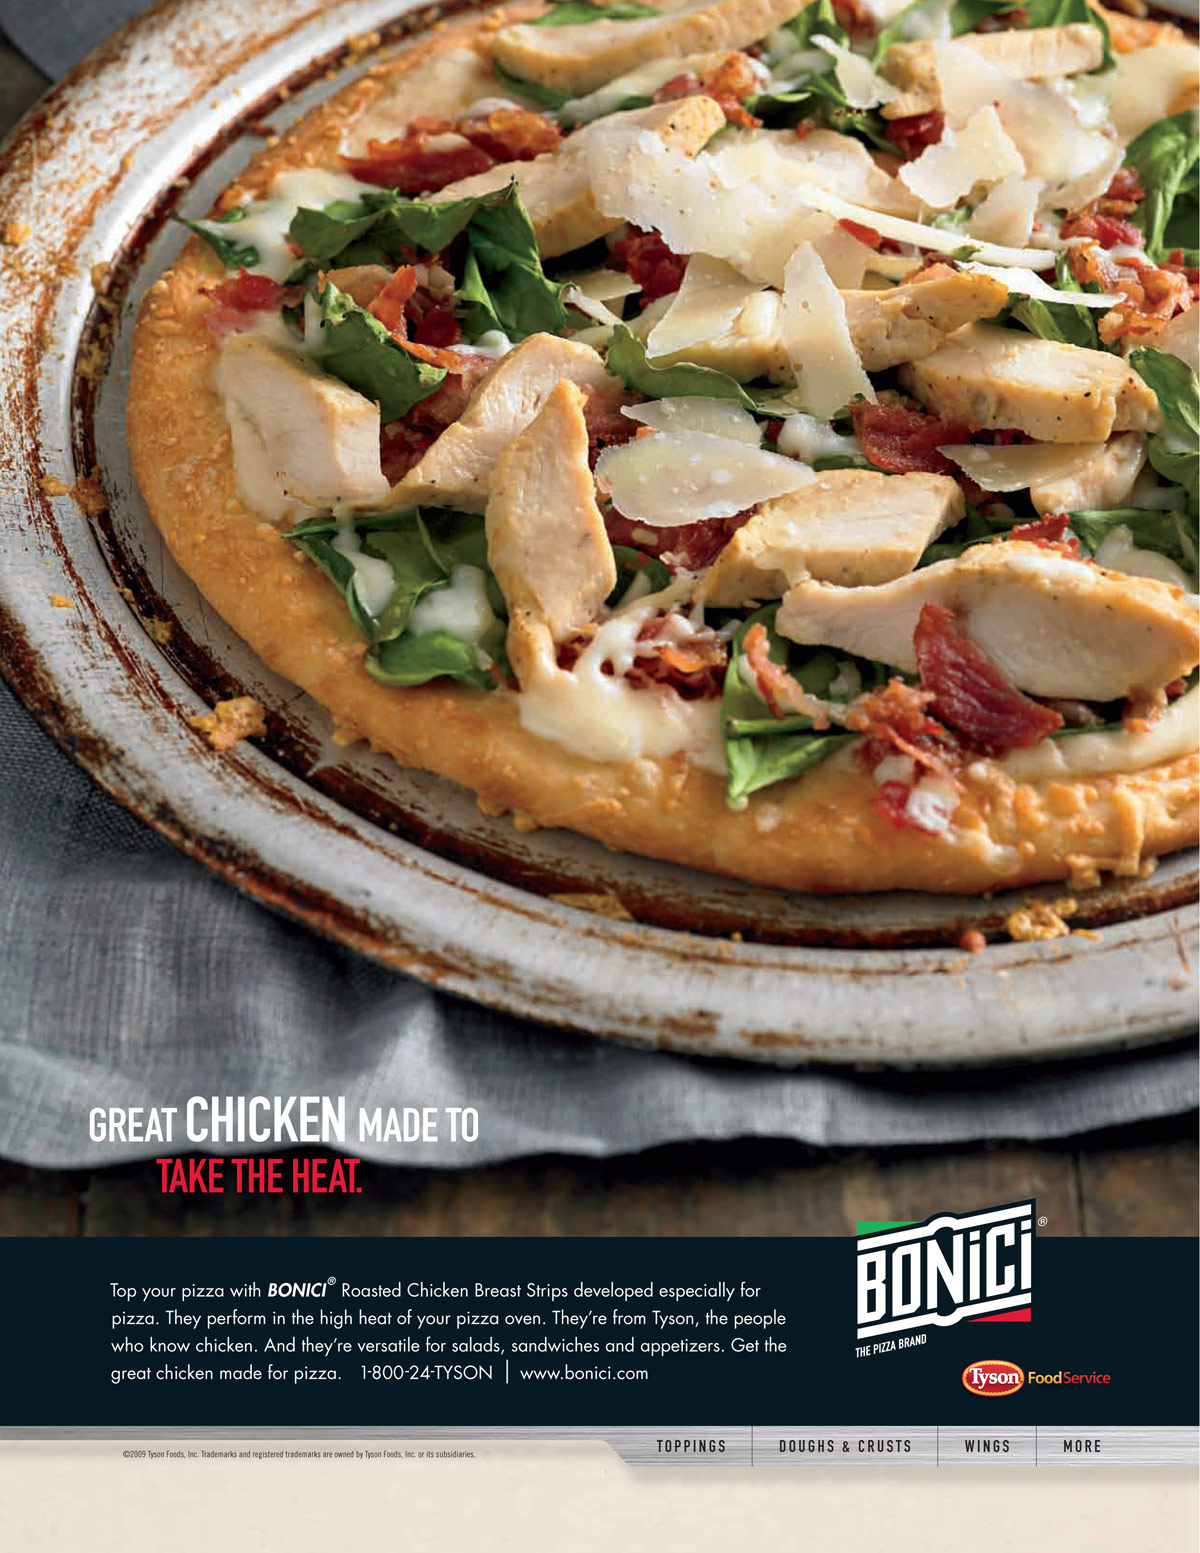 GREAT CHICKEN MADE TO
TAKE THE HEAT.
BONiCi®
THE PIZZA BRAND
Top your pizza with BONICI® Roasted Chicken Breast Strips developed especially for
pizza. They perform in the high heat of your pizza oven. They’re from Tyson, the people
who know chicken. And they’re versatile for salads, sandwiches and appetizers. Get the
great chicken made for pizza. 1-800-24-TYSON | www.bonici.com
Tyson FoodService
©2009 Tyson Foods, Inc. Trademarks and registered trademarks are owned by Tyson Foods, Inc. or its subsidiaries.
TOPPINGS DOUGHS & CRUSTS WINGS MORE